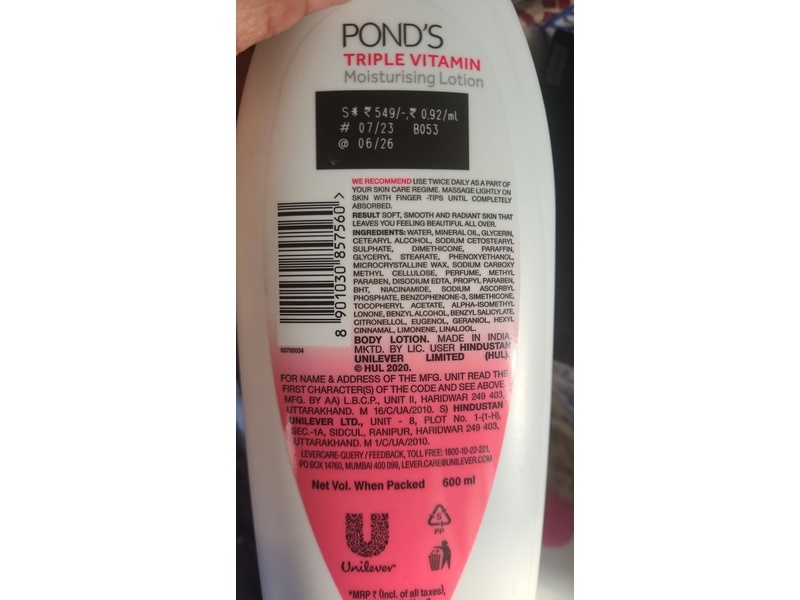 POND'S
TRIPLE VITAMIN
Moisturising Lotion
S* ₹ 549/-,₹ 0.92/ml
# 07/23 B053
@ 06/26
WE RECOMMEND USE TWICE DAILY AS A PART OF
YOUR SKIN CARE REGIME. MASSAGE LIGHTLY ON
SKIN WITH FINGER -TIPS UNTIL COMPLETELY
ABSORBED.
RESULT SOFT, SMOOTH AND RADIANT SKIN THAT
LEAVES YOU FEELING BEAUTIFUL ALL OVER.
INGREDIENTS: WATER, MINERAL OIL, GLYCERIN,
CETEARYL ALCOHOL, SODIUM CETOSTEARYL
SULPHATE, DIMETHICONE, PARAFFIN,
GLYCERYL STEARATE, PHENOXYETHANOL,
MICROCRYSTALLINE WAX, SODIUM CARBOXY
METHYL CELLULOSE, PERFUME, METHYL
PARABEN, DISODIUM EDTA, PROPYL PARABEN,
BHT, NIACINAMIDE, SODIUM ASCORBYL
PHOSPHATE, BENZOPHENONE-3, SIMETHICONE,
TOCOPHERYL ACETATE, ALPHA-ISOMETHYL
LONONE, BENZYL ALCOHOL, BENZYL SALICYLATE,
CITRONELLOL, EUGENOL, GERANIOL, HEXYL
CINNAMAL, LIMONENE, LINALOOL.
BODY LOTION. MADE IN INDIA.
MKTD. BY LIC. USER HINDUSTAN
UNILEVER LIMITED (HUL).
© HUL 2020.
8 901030 857560 >
68799034
FOR NAME & ADDRESS OF THE MFG. UNIT READ THE
FIRST CHARACTER(S) OF THE CODE AND SEE ABOVE
MFG. BY AA) L.B.C.P., UNIT II, HARIDWAR 249 403,
UTTARAKHAND. M 16/C/UA/2010. S) HINDUSTAN
UNILEVER LTD., UNIT - 8, PLOT No. 1-(1-H),
SEC.-1A, SIDCUL, RANIPUR, HARIDWAR 249 403,
UTTARAKHAND. M 1/C/UA/2010.
LEVERCARE-QUERY / FEEDBACK, TOLL FREE: 1800-10-22-221,
PO BOX 14760, MUMBAI 400 099, LEVER.CARE@UNILEVER.COM
Net Vol. When Packed 600 ml
5
PP
Unilever
*MRP ₹ (Incl. of all taxes),